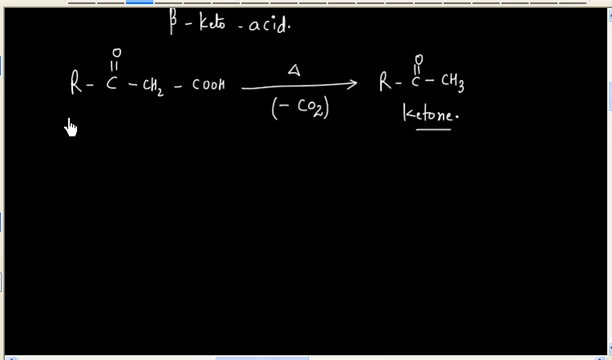 β - keto - acid.
O O
R - C - CH₂ - COOH Δ R - C - CH₃
(- CO₂)
Ketone.